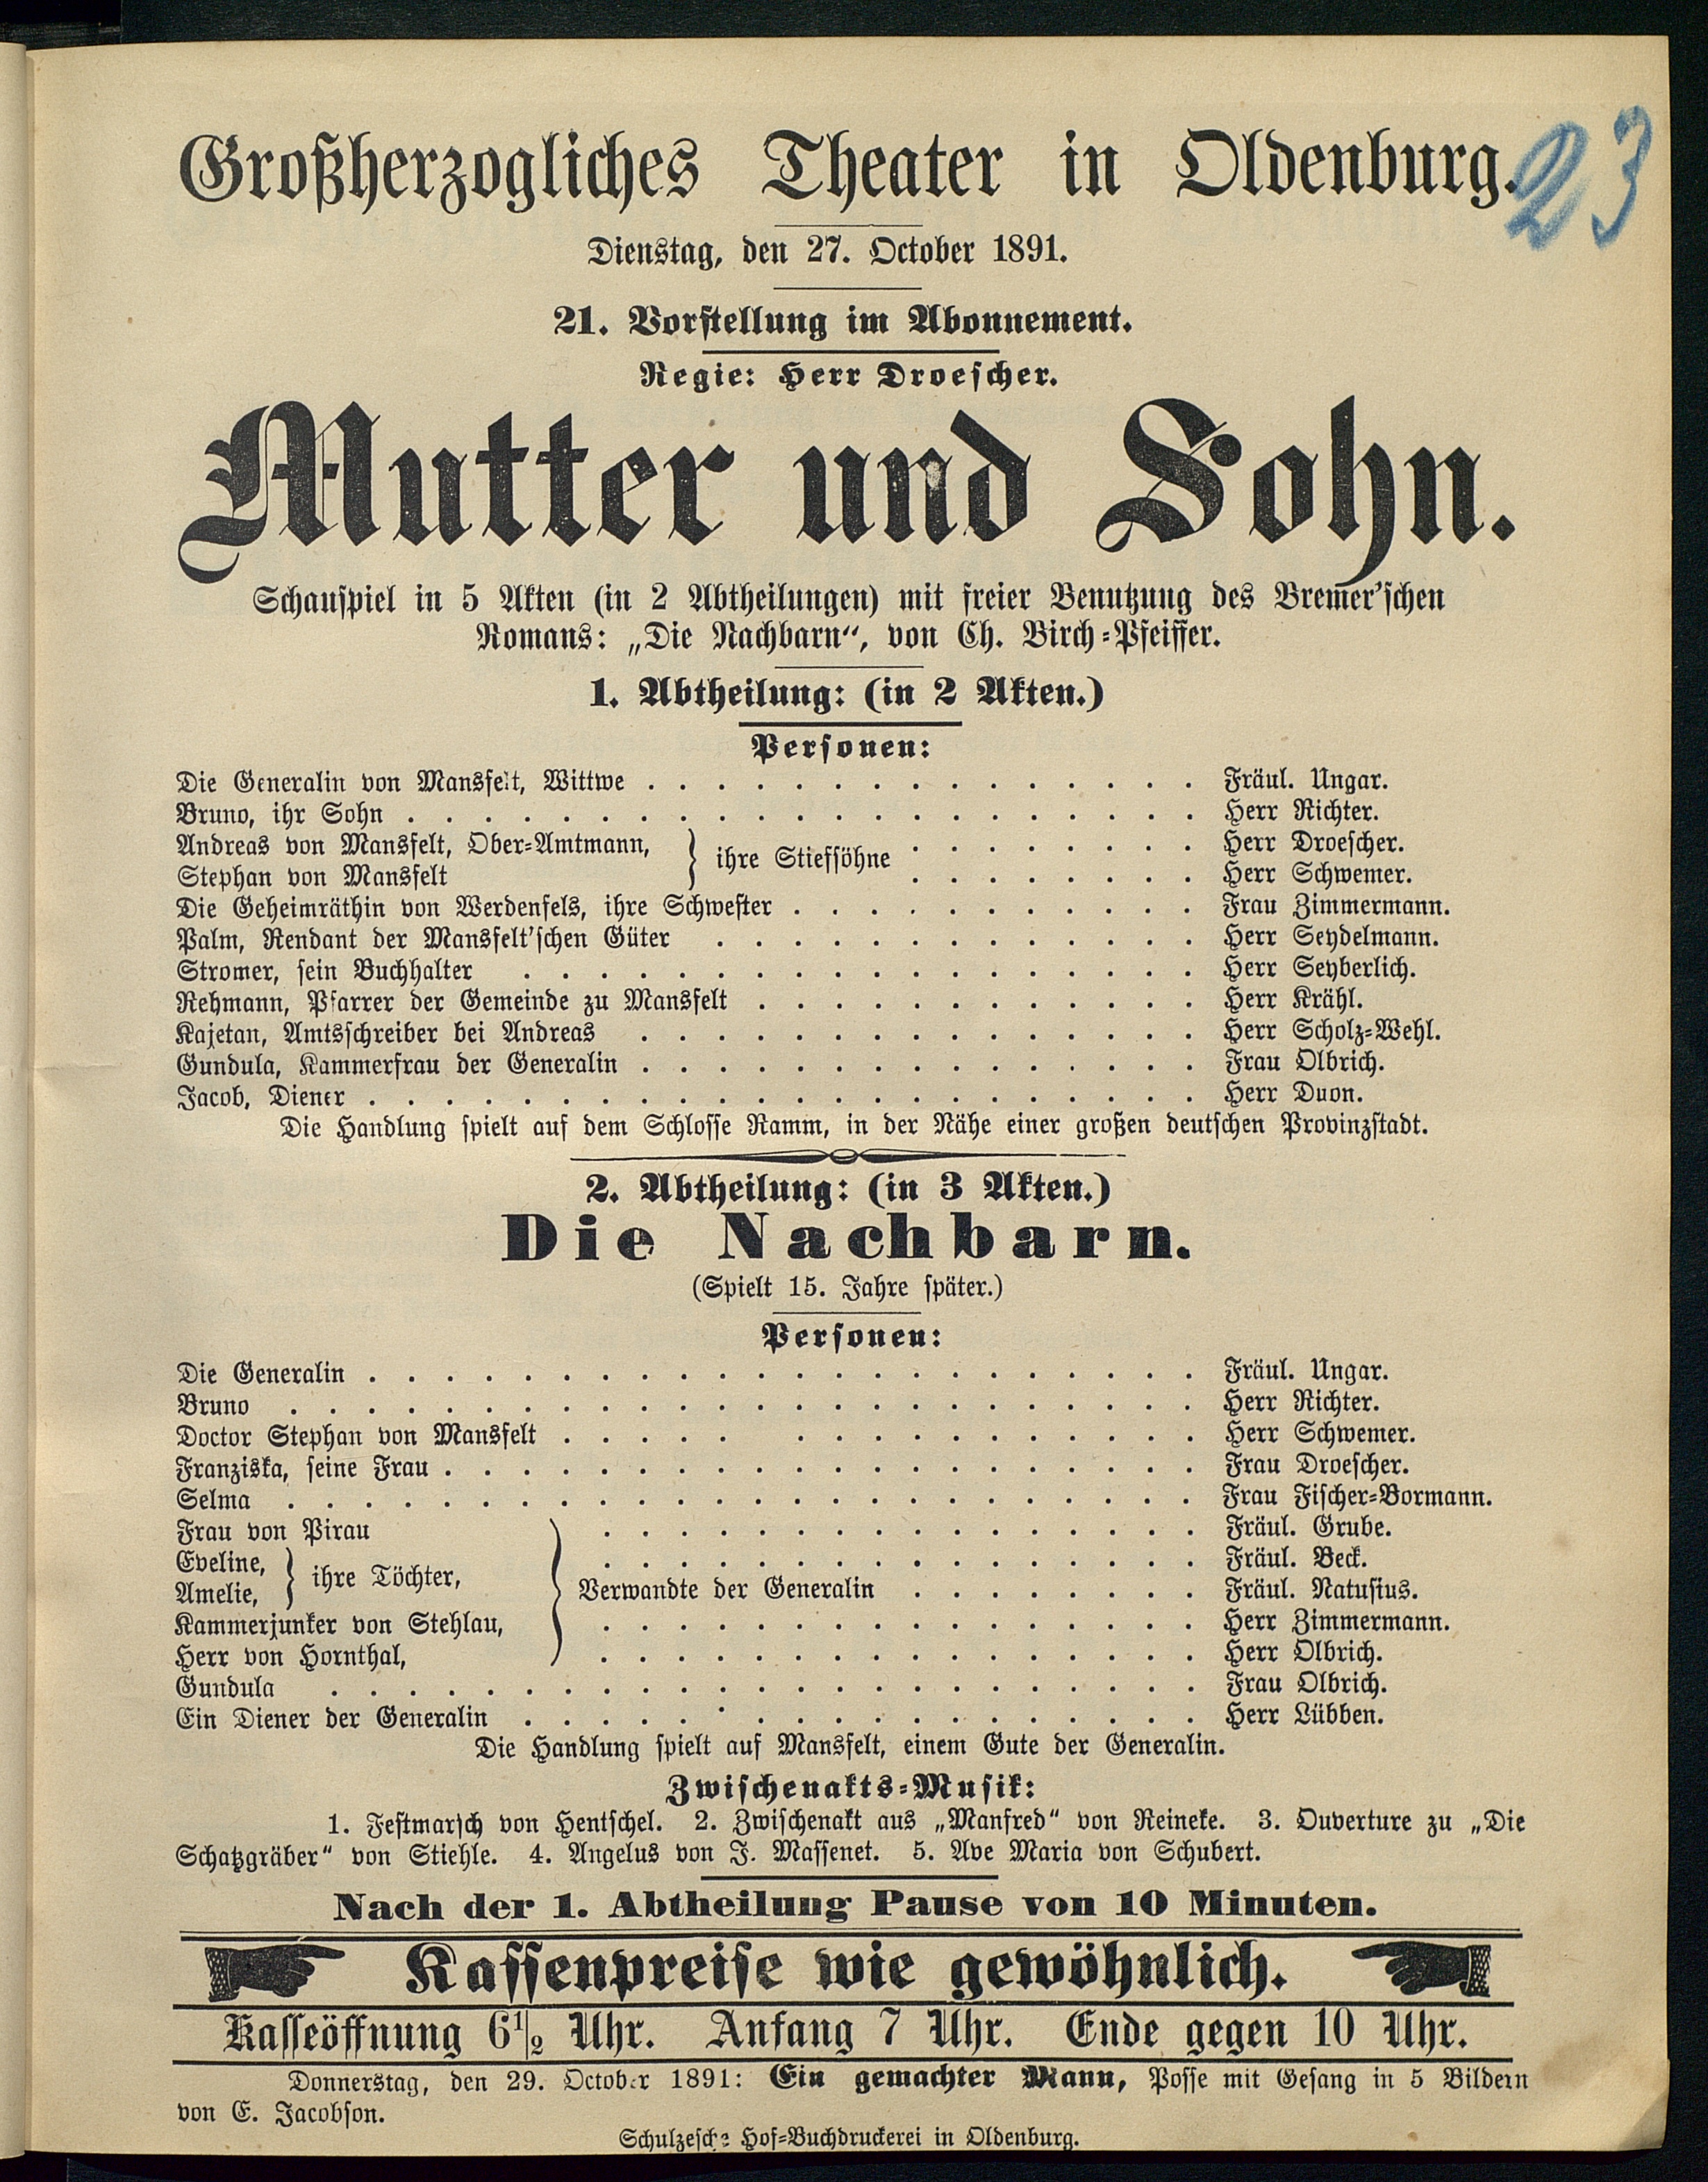 Großherzogliches Theater in Oldenburg.
23
Dienstag, den 27. October 1891.
21. Vorstellung im Abonnement.
Regie: Herr Droescher.
Mutter und Sohn.
Schauspiel in 5 Akten (in 2 Abtheilungen) mit freier Benutzung des Brem̄er'schen
Romans: „Die Nachbarn“, von Ch. Birch-Pfeiffer.
1. Abtheilung: (in 2 Akten.)
Personen:
Die Generalin von Mansfelt, Wittwe . . . . . . . . . . . . . . . Fräul. Ungar.
Bruno, ihr Sohn . . . . . . . . . . . . . . . . . . . . . Herr Richter.
Andreas von Mansfelt, Ober-Amtmann, } ihre Stiefsöhne . . . . . . . . Herr Droescher.
Stephan von Mansfelt . . . . . . . . Herr Schwemer.
Die Geheimräthin von Werdenfels, ihre Schwester . . . . . . . . . . . Frau Zimmermann.
Palm, Rendant der Mansfelt'schen Güter . . . . . . . . . . . . . Herr Seydelmann.
Stromer, sein Buchhalter . . . . . . . . . . . . . . . . . . Herr Seyberlich.
Rehmann, Pfarrer der Gemeinde zu Mansfelt . . . . . . . . . . . . Herr Krähl.
Kajetan, Amtsschreiber bei Andreas . . . . . . . . . . . . . . . Herr Scholz-Wehl.
Gundula, Kammerfrau der Generalin . . . . . . . . . . . . . . . Frau Olbrich.
Jacob, Diener . . . . . . . . . . . . . . . . . . . . . . Herr Duon.
Die Handlung spielt auf dem Schlosse Ramm, in der Nähe einer großen deutschen Provinzstadt.
2. Abtheilung: (in 3 Akten.)
Die Nachbarn.
(Spielt 15. Jahre später.)
Personen:
Die Generalin . . . . . . . . . . . . . . . . . . . . . . Fräul. Ungar.
Bruno . . . . . . . . . . . . . . . . . . . . . . . . Herr Richter.
Doctor Stephan von Mansfelt . . . . . . . . . . . . . . . . Herr Schwemer.
Franziska, seine Frau . . . . . . . . . . . . . . . . . . . . Frau Droescher.
Selma . . . . . . . . . . . . . . . . . . . . . . . . Frau Fischer-Bormann.
Frau von Pirau . . . . . . . . . . . . . . . . Fräul. Grube.
Eveline, } ihre Töchter, . . . . . . . . . . . . . . . . Fräul. Beck.
Amelie, } Verwandte der Generalin . . . . . . . . Fräul. Natusius.
Kammerjunker von Stehlau, . . . . . . . . . . . . . . . . Herr Zimmermann.
Herr von Hornthal, . . . . . . . . . . . . . . . . Herr Olbrich.
Gundula . . . . . . . . . . . . . . . . . . . . . . . Frau Olbrich.
Ein Diener der Generalin . . . . . . . . . . . . . . . . . . Herr Lübben.
Die Handlung spielt auf Mansfelt, einem Gute der Generalin.
Zwischenakts-Musik:
1. Festmarsch von Hentschel. 2. Zwischenakt aus „Manfred“ von Reineke. 3. Ouverture zu „Die
Schatzgräber“ von Stiehle. 4. Angelus von J. Massenet. 5. Ave Maria von Schubert.
Nach der 1. Abtheilung Pause von 10 Minuten.
Kassenpreise wie gewöhnlich.
Kasseöffnung 6½ Uhr. Anfang 7 Uhr. Ende gegen 10 Uhr.
Donnerstag, den 29. October 1891: Ein gemachter Mann, Posse mit Gesang in 5 Bildern
von E. Jacobson.
Schulzesche Hof-Buchdruckerei in Oldenburg.